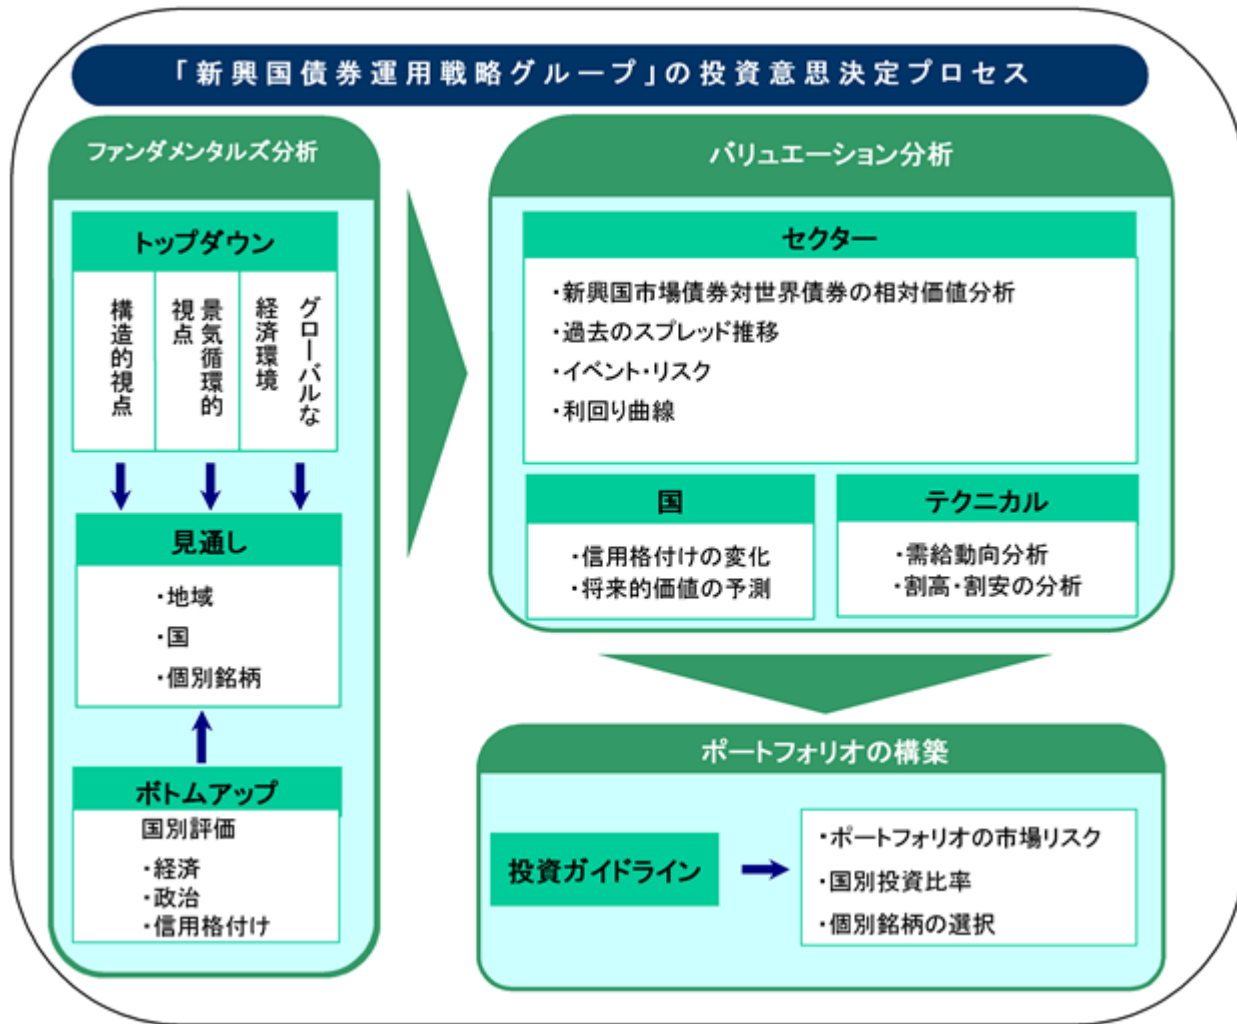 「新興国債券運用戦略グループ」の投資意思決定プロセス
ファンダメンタルズ分析
トップダウン
構造的視点
景気循環的
視点
グローバルな
経済環境
見通し
・地域
・国
・個別銘柄
ボトムアップ
国別評価
・経済
・政治
・信用格付け
バリュエーション分析
セクター
・新興国市場債券対世界債券の相対価値分析
・過去のスプレッド推移
・イベント・リスク
・利回り曲線
国
・信用格付けの変化
・将来的価値の予測
テクニカル
・需給動向分析
・割高・割安の分析
ポートフォリオの構築
投資ガイドライン
・ポートフォリオの市場リスク
・国別投資比率
・個別銘柄の選択